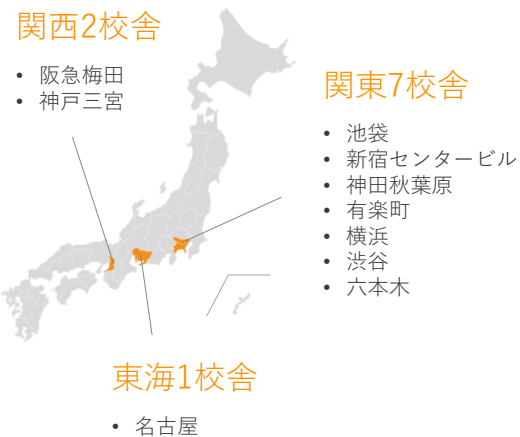 関西2校舎
• 阪急梅田
• 神戸三宮
関東7校舎
• 池袋
• 新宿センタービル
• 神田秋葉原
• 有楽町
• 横浜
• 渋谷
• 六本木
東海1校舎
• 名古屋